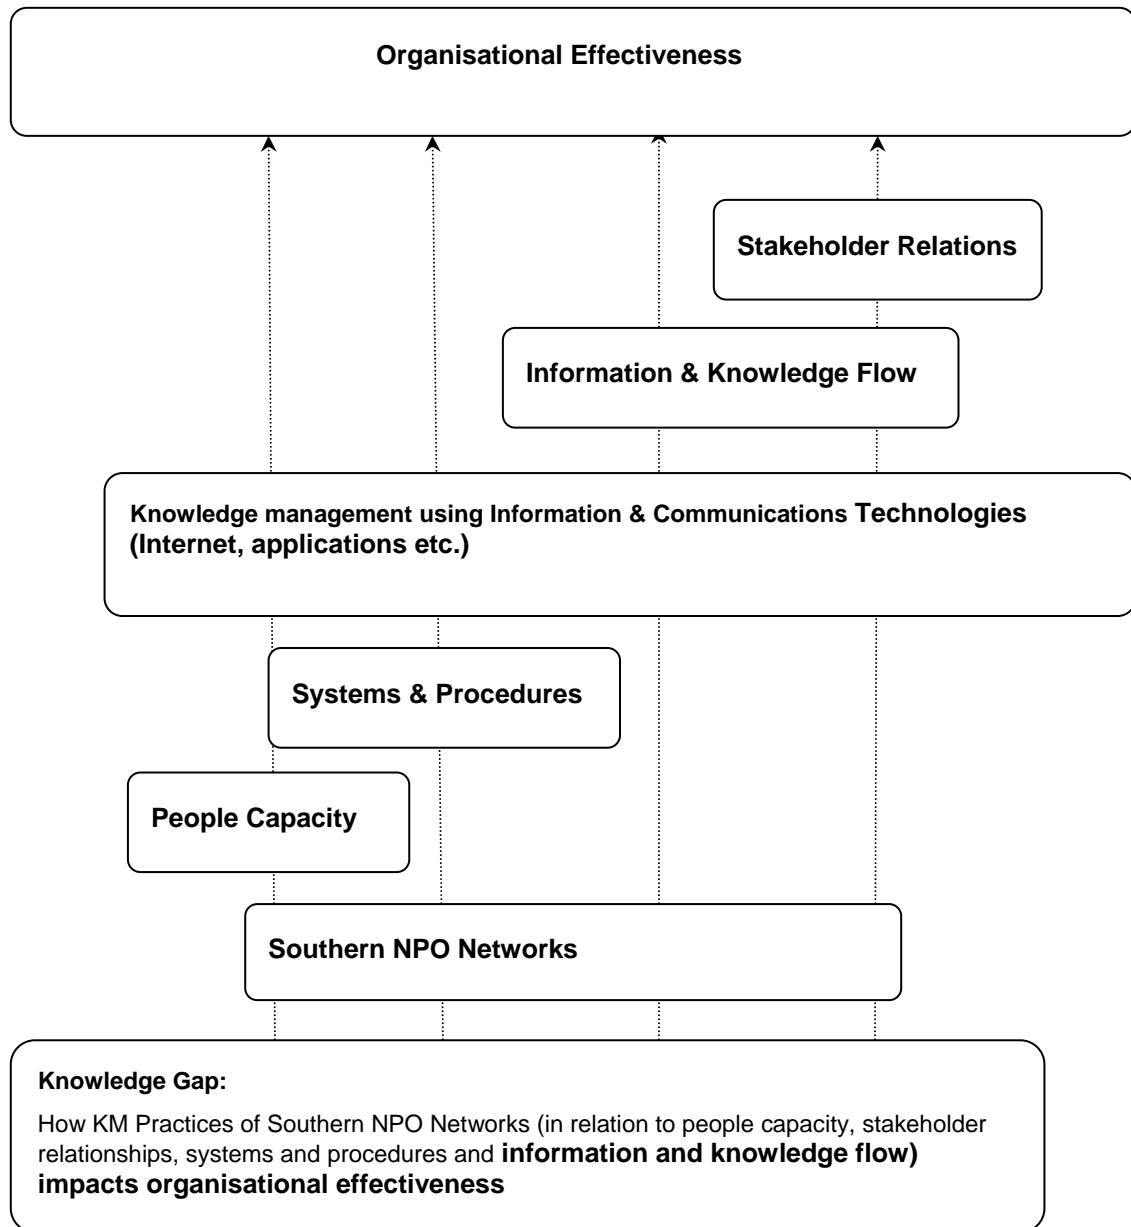 Organisational Effectiveness
Stakeholder Relations
Information & Knowledge Flow
Knowledge management using Information & Communications Technologies
(Internet, applications etc.)
Systems & Procedures
People Capacity
Southern NPO Networks
Knowledge Gap:
How KM Practices of Southern NPO Networks (in relation to people capacity, stakeholder
relationships, systems and procedures and information and knowledge flow)
impacts organisational effectiveness